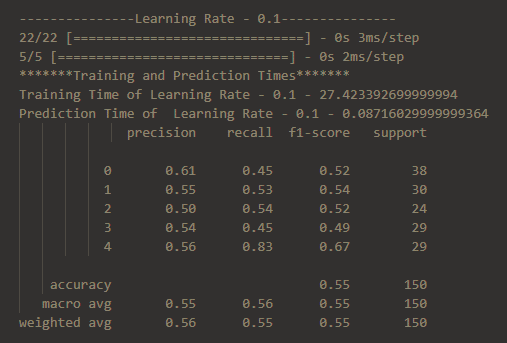 ---------------Learning Rate - 0.1---------------
22/22 [==============================] - 0s 3ms/step
5/5 [==============================] - 0s 2ms/step
*******Training and Prediction Times*******
Training Time of Learning Rate - 0.1 - 27.423392699999994
Prediction Time of  Learning Rate - 0.1 - 0.08716029999999364
precision recall f1-score support
0 0.61 0.45 0.52 38
1 0.55 0.53 0.54 30
2 0.50 0.54 0.52 24
3 0.54 0.45 0.49 29
4 0.56 0.83 0.67 29
accuracy 0.55 150
macro avg 0.55 0.56 0.55 150
weighted avg 0.56 0.55 0.55 150